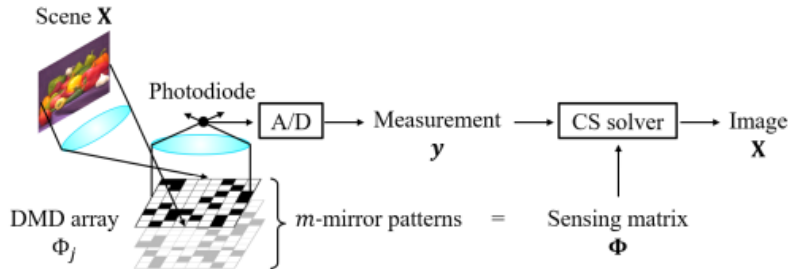 Scene X
Photodiode
A/D
Measurement
y
CS solver
Image
X
DMD array
Φj
m-mirror patterns
=
Sensing matrix
Φ